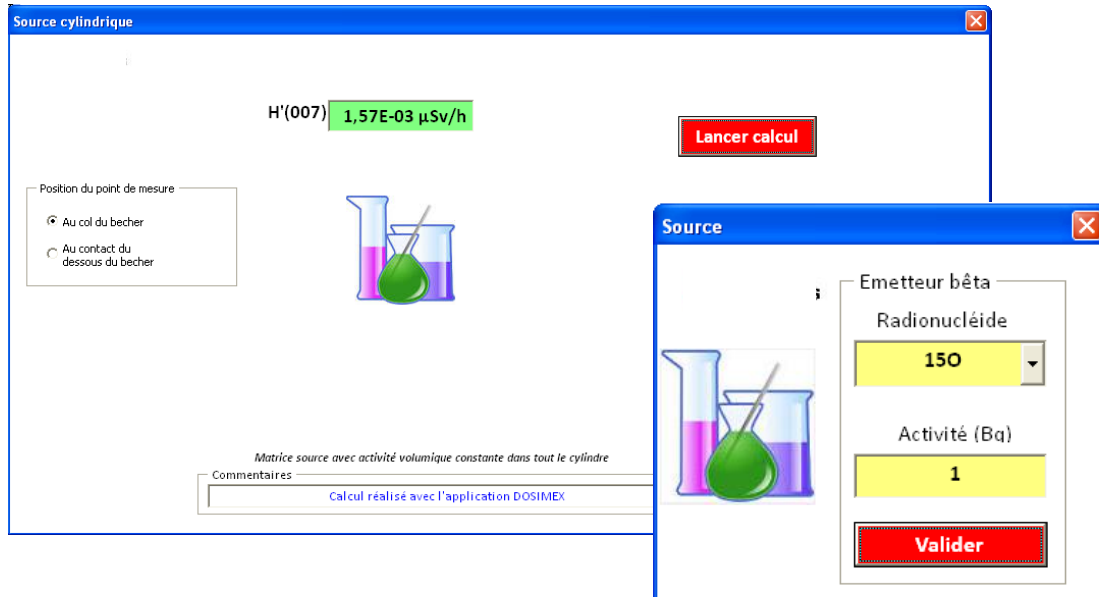 Source cylindrique
H'(007) 1,57E-03 µSv/h
Lancer calcul
Position du point de mesure
Au col du becher
Au contact du
dessous du becher
Matrice source avec activité volumique constante dans tout le cylindre
Commentaires
Calcul réalisé avec l'application DOSIMEX
Source
s
Emetteur bêta
Radionucléide
15O
Activité (Bq)
1
Valider